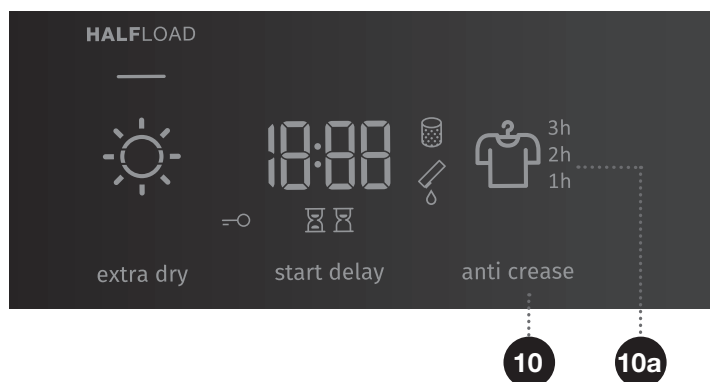 HALFLOAD
18:88
3h
2h
1h
extra dry
start delay
anti crease
10
10a